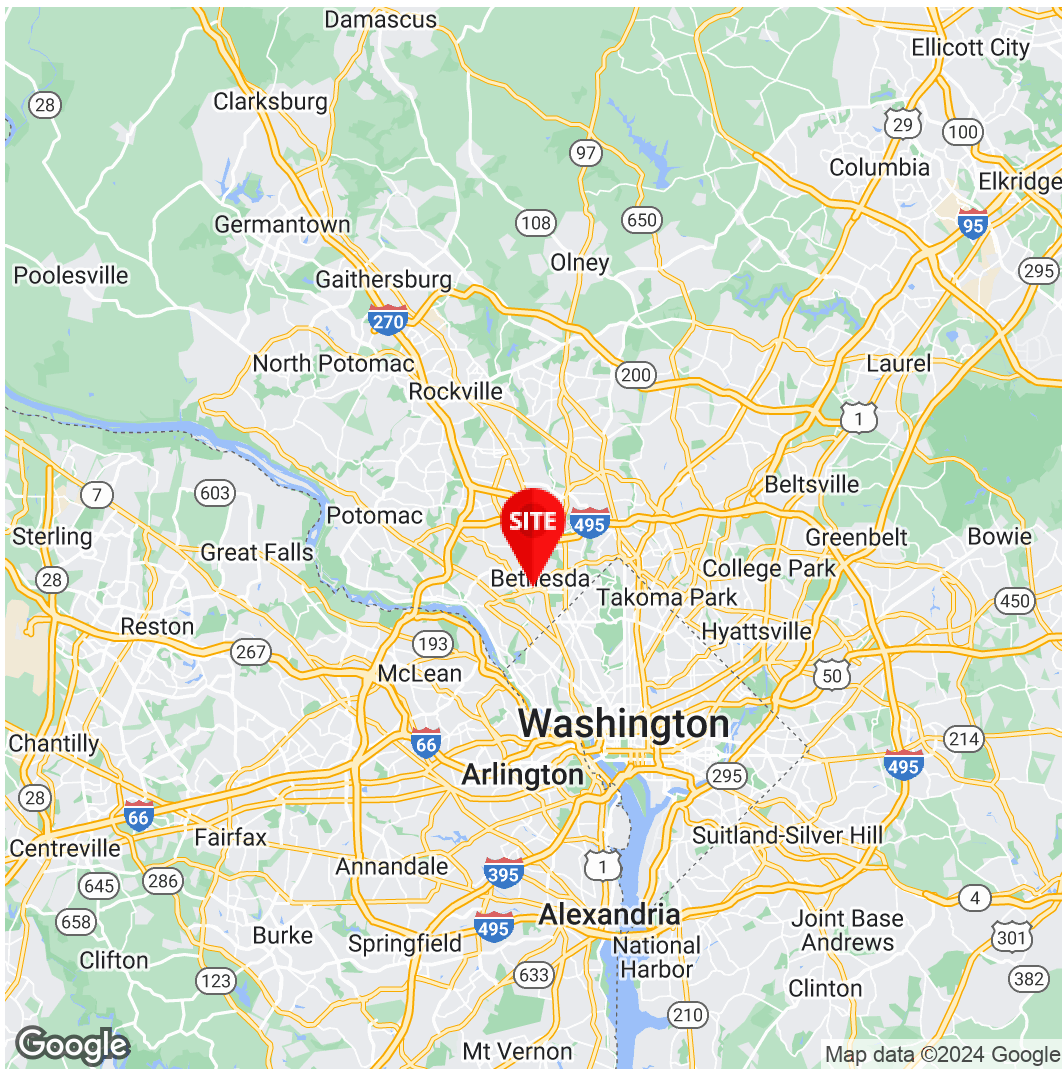 Damascus
Ellicott City
28
Clarksburg
29
100
97
Columbia
Elkridge
Germantown
108
650
95
Poolesville
Gaithersburg
Olney
295
270
North Potomac
Rockville
200
Laurel
1
7
603
Potomac
SITE
495
Beltsville
Sterling
Great Falls
Greenbelt
Bowie
28
Bethesda
College Park
Takoma Park
450
Reston
193
Hyattsville
267
McLean
50
Washington
Chantilly
66
214
Arlington
295
495
28
66
Fairfax
Suitland-Silver Hill
Centreville
Annandale
395
1
645
286
4
658
Alexandria
Joint Base
Andrews
Burke
Springfield
495
National
Harbor
301
Clifton
123
633
Clinton
382
210
Google
Mt Vernon
Map data ©2024 Google